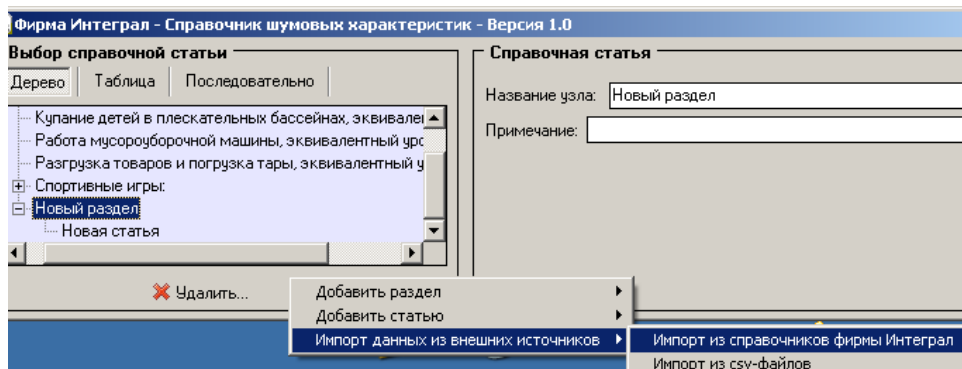 Фирма Интеграл - Справочник шумовых характеристик - Версия 1.0
Выбор справочной статьи
Дерево Таблица Последовательно
Купание детей в плескательных бассейнах,
Работа мусороуборочной машины, эквивалентный
Разгрузка товаров и погрузка тары, эквивалентный
Спортивные игры:
Новый раздел
Новая статья
Удалить...
Справочная статья
Название узла: Новый раздел
Примечание:
Добавить раздел
Добавить статью
Импорт данных из внешних источников
Импорт из справочников фирмы Интеграл
Импорт из csv-файлов